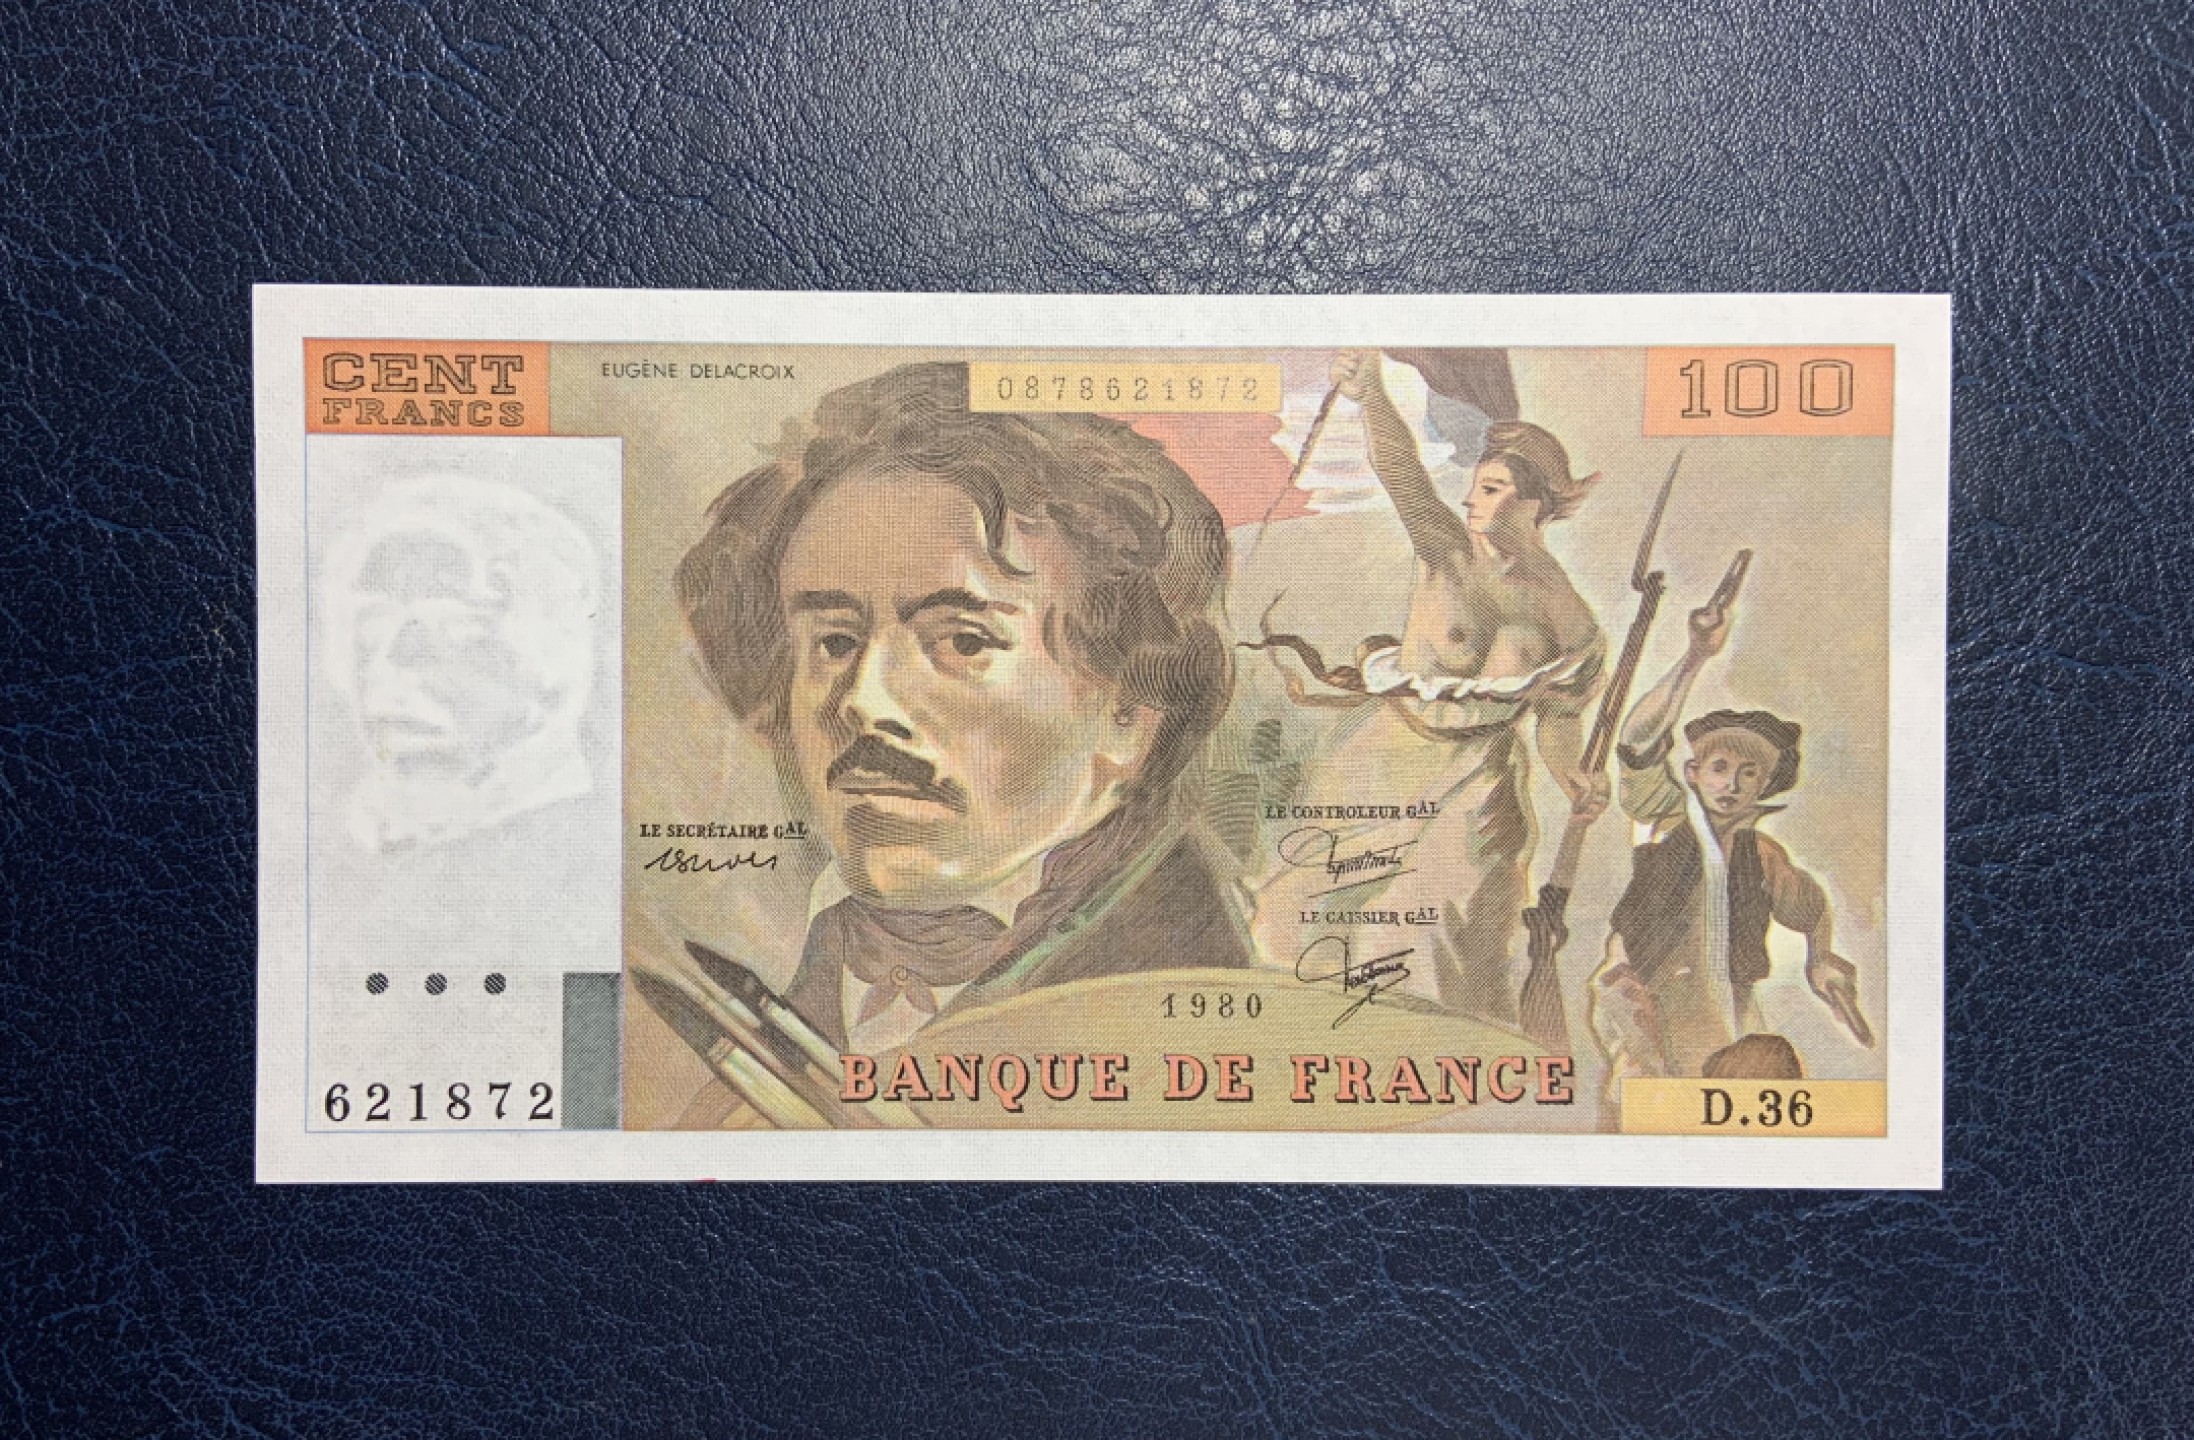 CENT
FRANCS
EUGÈNE DELACROIX
0878621872
100
LE SECRÉTAIRE GAL
LE CONTROLEUR GAL
LE CAISSIER GAL
1980
BANQUE DE FRANCE
621872
D.36